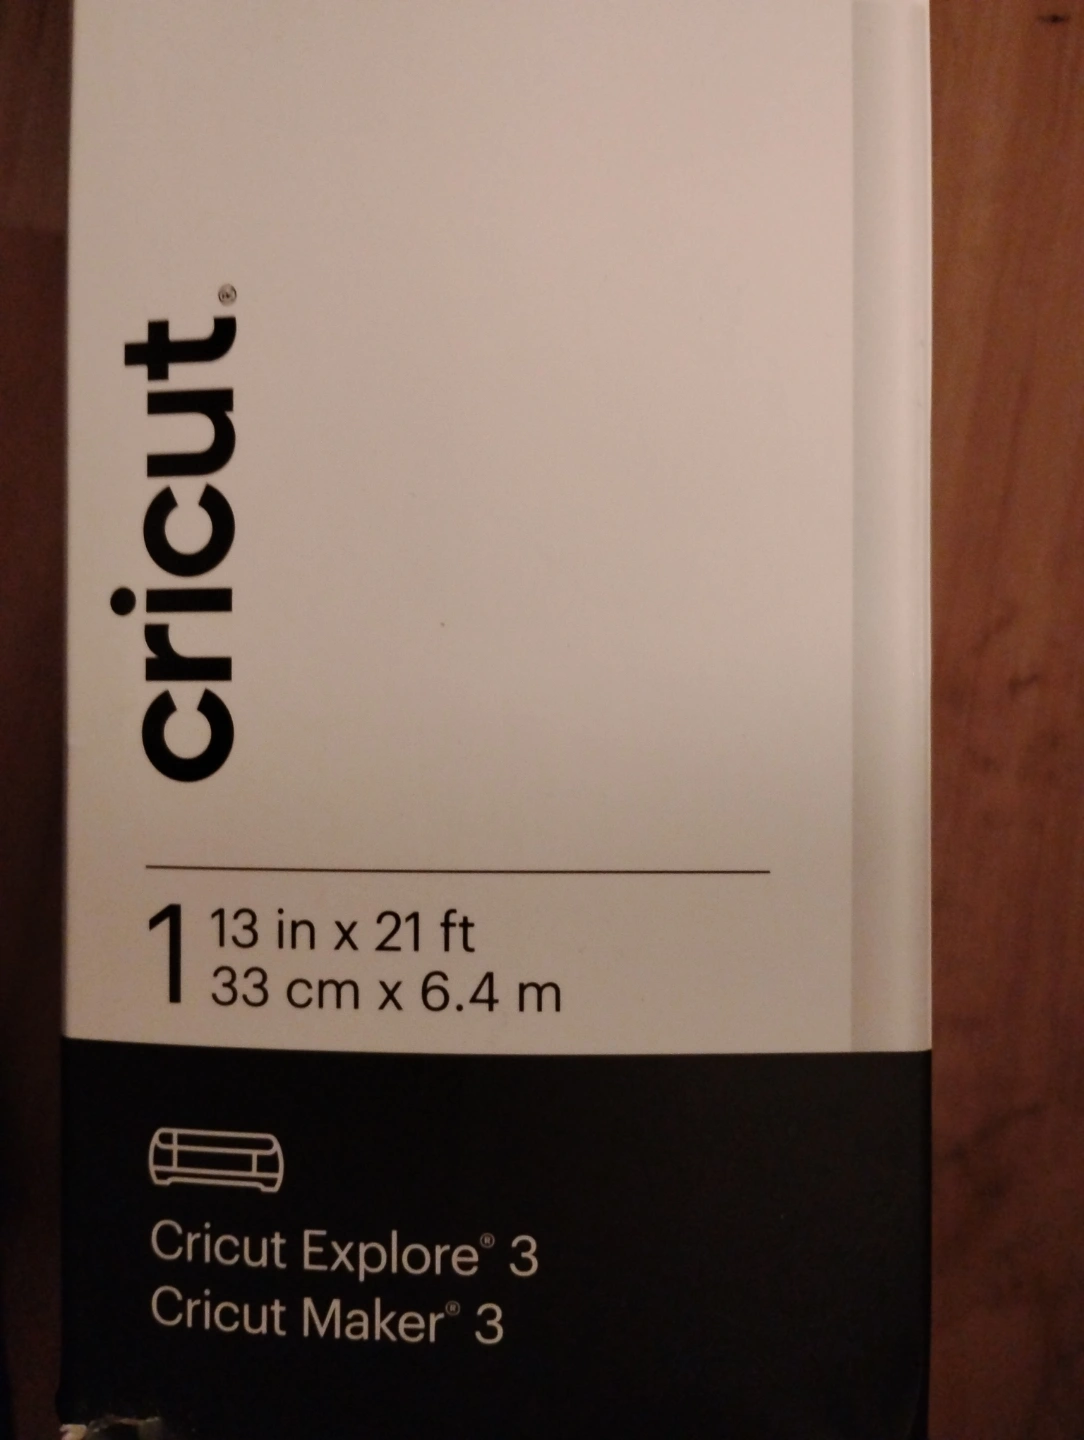 cricut®
1 13 in x 21 ft
33 cm x 6.4 m
Cricut Explore® 3
Cricut Maker® 3